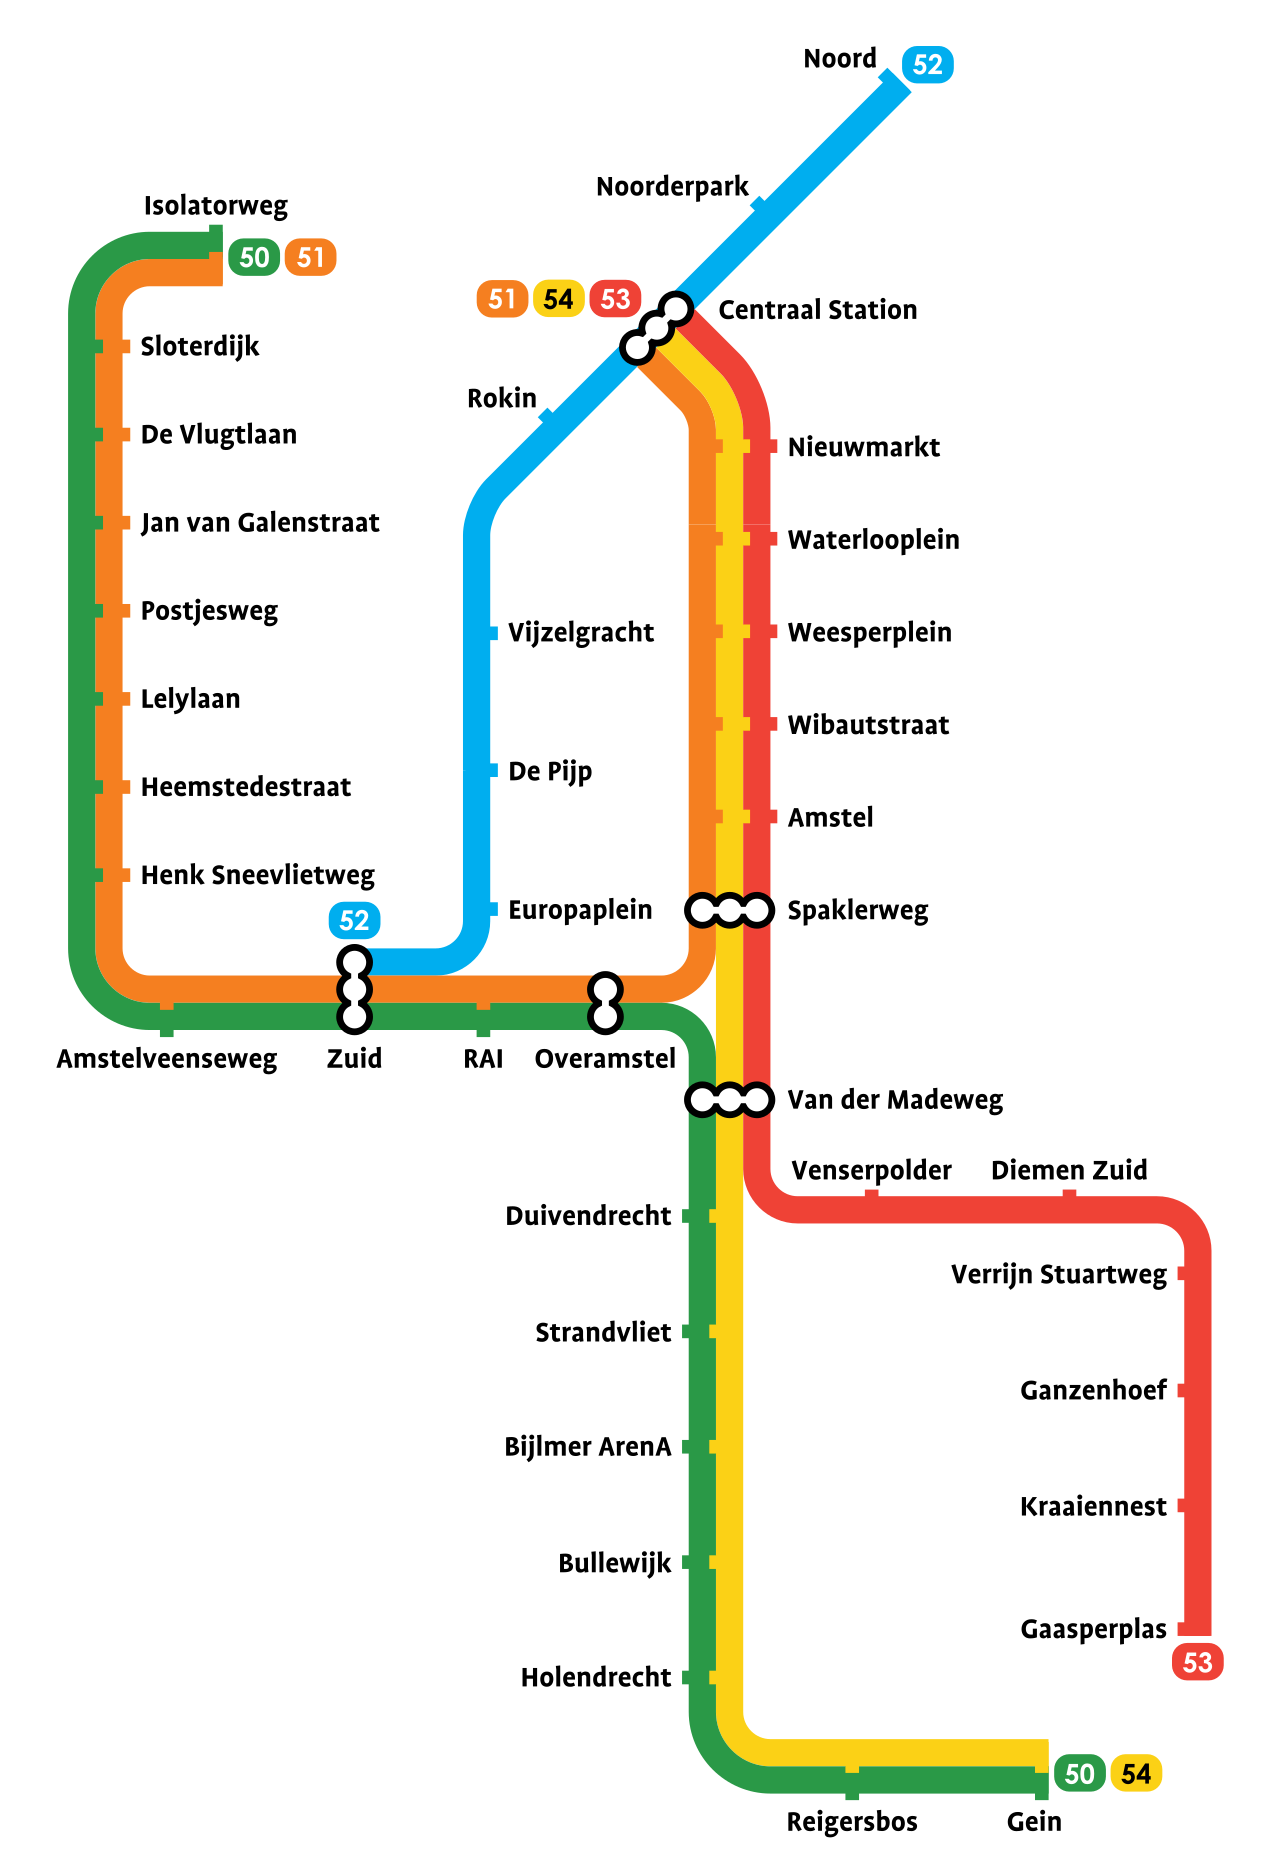 Noord 52
Noorderpark
Isolatorweg
50 51
51 54 53
Centraal Station
Sloterdijk
Rokin
De Vlugtlaan
Nieuwmarkt
Jan van Galenstraat
Waterlooplein
Postjesweg
Vijzelgracht
Weesperplein
Lelylaan
Wibautstraat
De Pijp
Heemstedestraat
Amstel
Henk Sneevlietweg
52
Europaplein
Spaklerweg
Amstelveenseweg
Zuid
RAI
Overamstel
Van der Madeweg
Venserpolder
Diemen Zuid
Duivendrecht
Verrijn Stuartweg
Strandvliet
Ganzenhoef
Bijlmer ArenA
Kraaiennest
Bullewijk
Gaasperplas
53
Holendrecht
50 54
Reigersbos
Gein